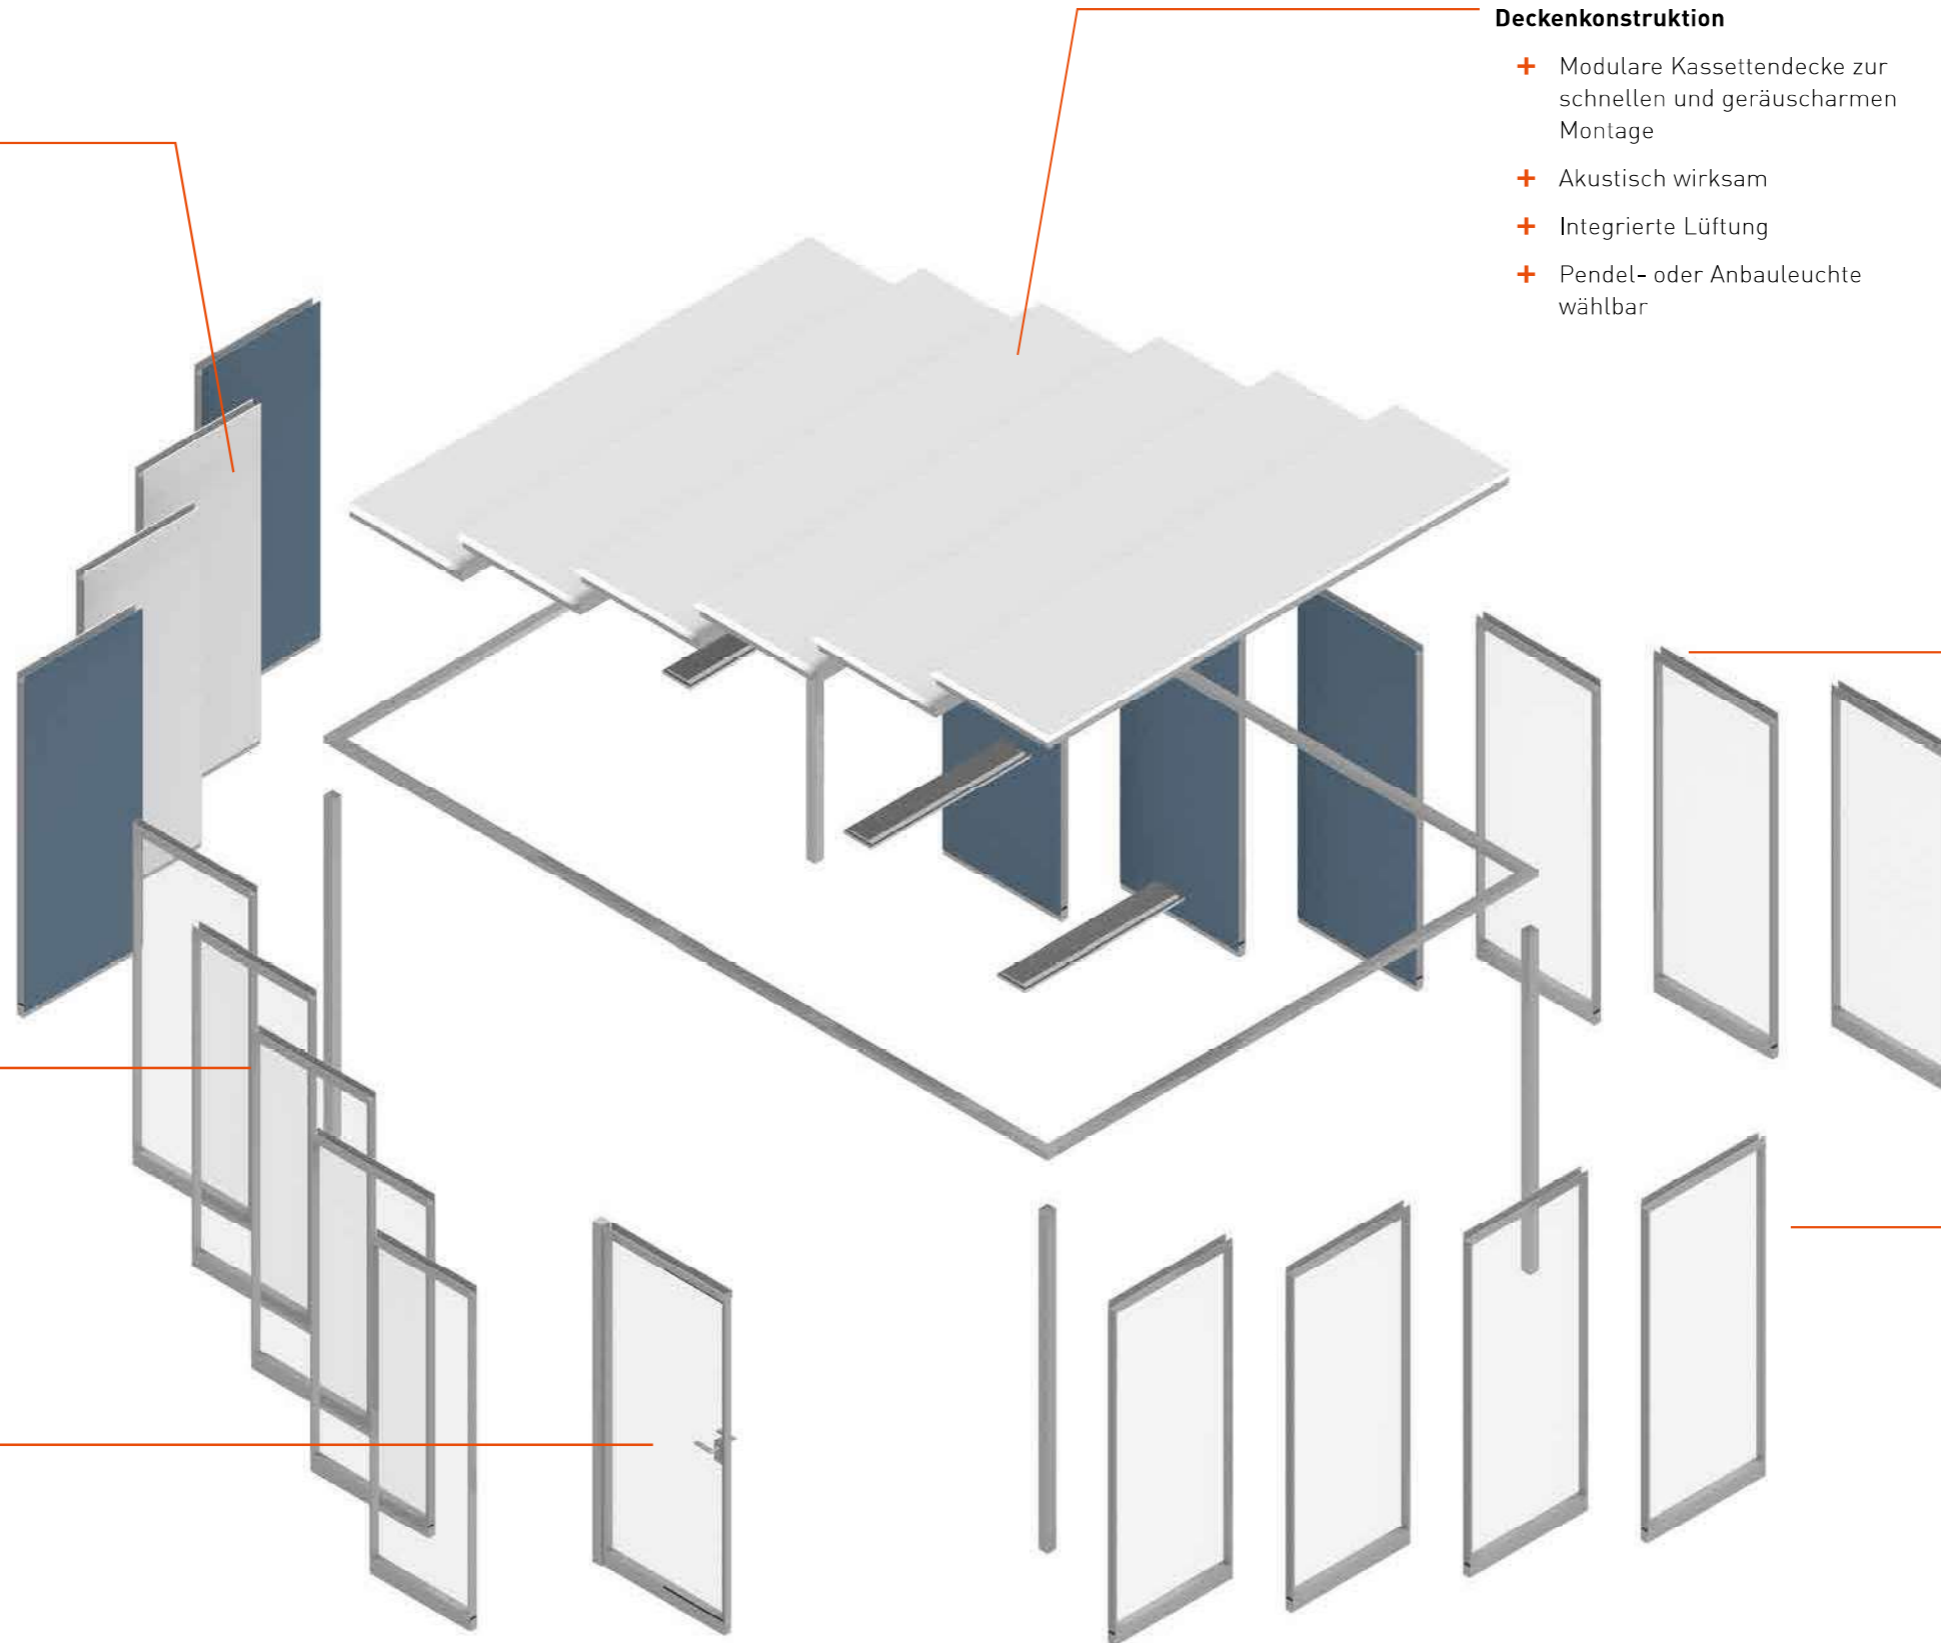 Deckenkonstruktion
+ Modulare Kassettendecke zur
schnellen und geräuscharmen
Montage
+ Akustisch wirksam
+ Integrierte Lüftung
+ Pendel- oder Anbauleuchte
wählbar